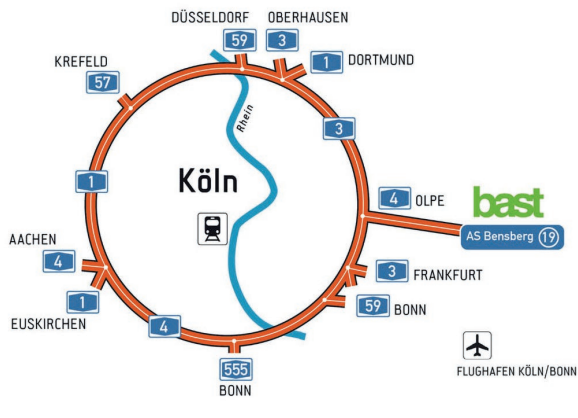 DÜSSELDORF
OBERHAUSEN
59
3
1
DORTMUND
KREFELD
57
3
Rhein
1
Köln
4
OLPE
bast
AS Bensberg 19
AACHEN
4
3
FRANKFURT
1
EUSKIRCHEN
59
BONN
4
555
BONN
FLUGHAFEN KÖLN/BONN